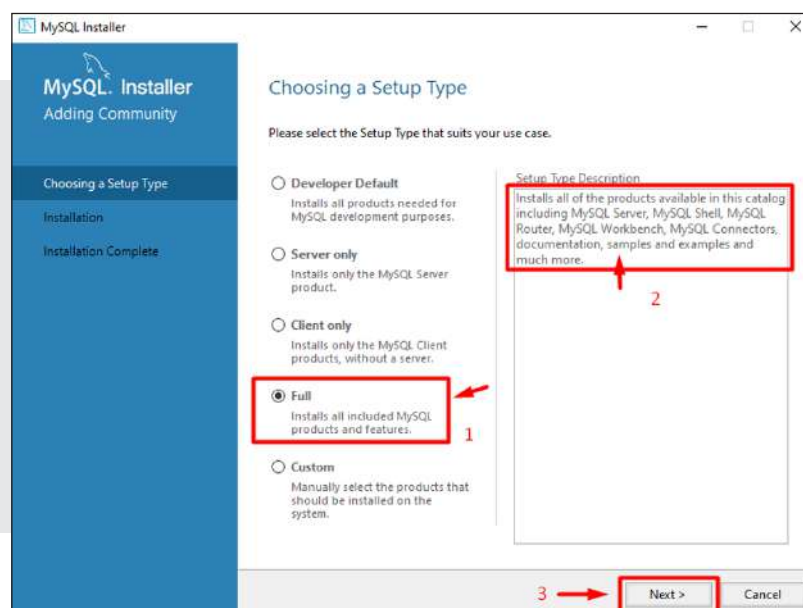 MySQL Installer
MySQL. Installer
Adding Community
Choosing a Setup Type
Installation
Installation Complete
Choosing a Setup Type
Please select the Setup Type that suits your use case.
Developer Default
Installs all products needed for
MySQL development purposes.
Server only
Installs only the MySQL Server
product.
Client only
Installs only the MySQL Client
products, without a server.
Full
Installs all included MySQL
products and features.
1
Custom
Manually select the products that
should be installed on the
system.
Setup Type Description
Installs all of the products available in this catalog
including MySQL Server, MySQL Shell, MySQL
Router, MySQL Workbench, MySQL Connectors,
documentation, samples and examples and
much more.
2
3
Next >
Cancel